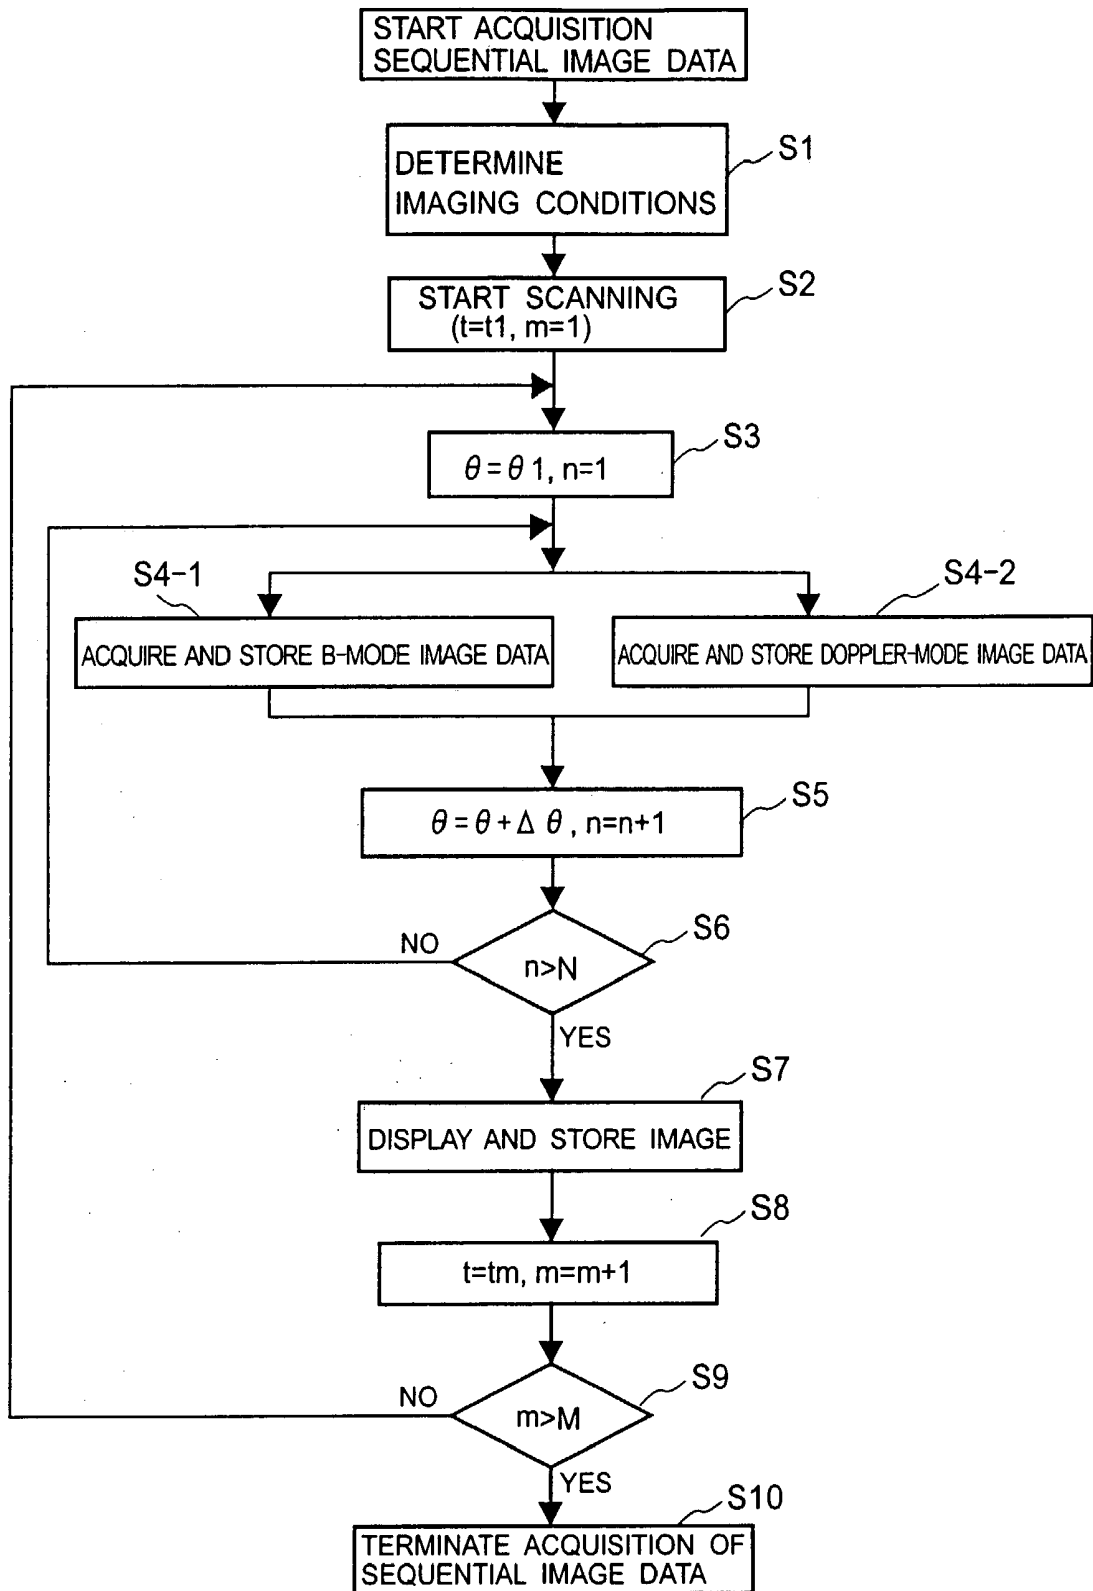 START ACQUISITION
SEQUENTIAL IMAGE DATA
S1
DETERMINE
IMAGING CONDITIONS
S2
START SCANNING
(t=t1, m=1)
S3
θ=θ1, n=1
S4-1
S4-2
ACQUIRE AND STORE B-MODE IMAGE DATA
ACQUIRE AND STORE DOPPLER-MODE IMAGE DATA
S5
θ=θ+Δθ, n=n+1
S6
NO
n>N
YES
S7
DISPLAY AND STORE IMAGE
S8
t=tm, m=m+1
S9
NO
m>M
YES
S10
TERMINATE ACQUISITION OF
SEQUENTIAL IMAGE DATA